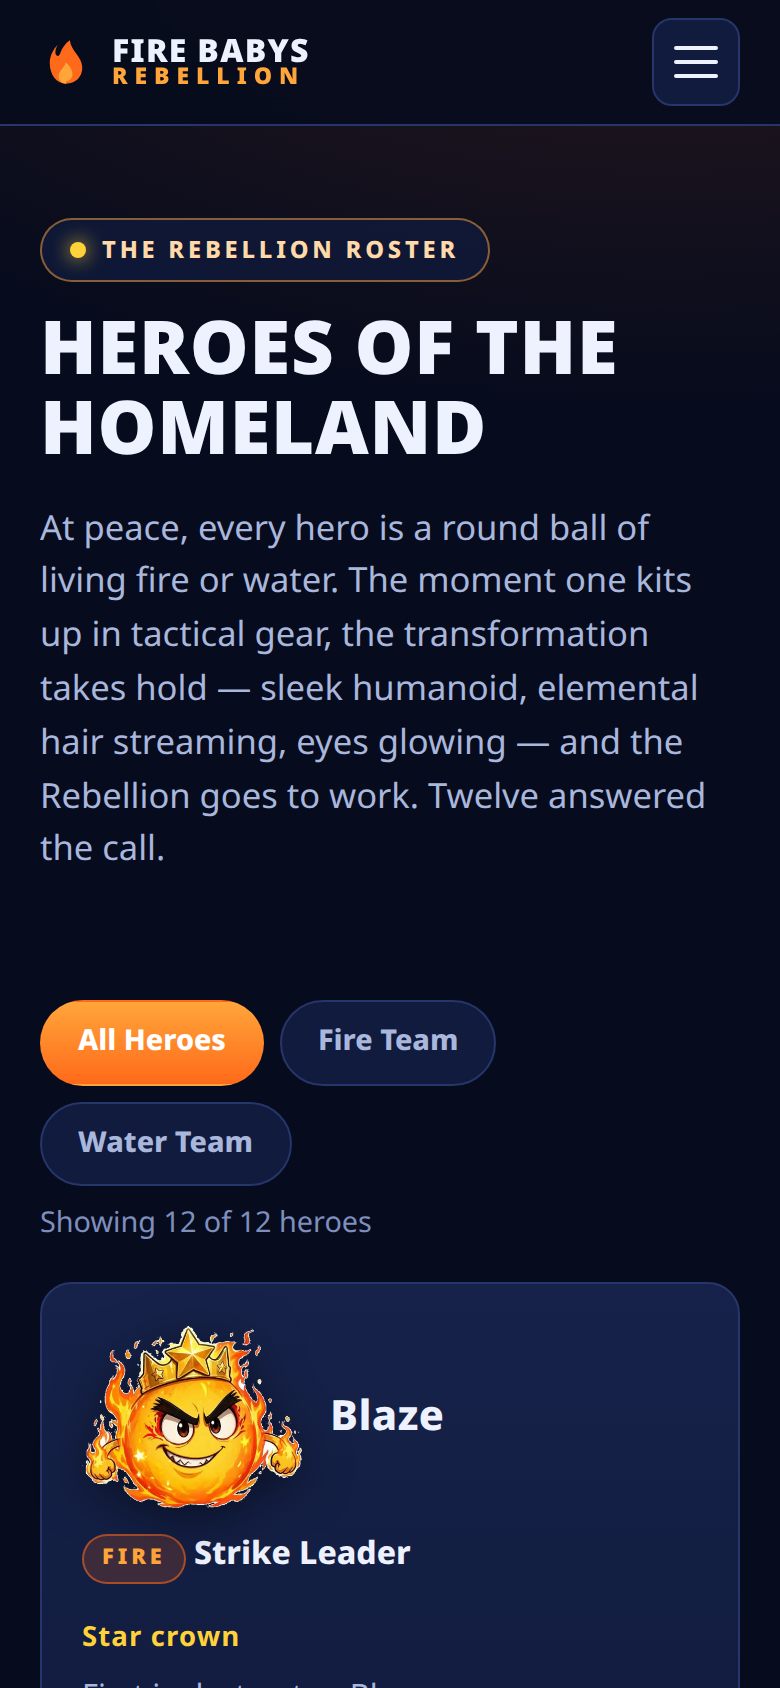 FIRE BABYS
REBELLION
THE REBELLION ROSTER
HEROES OF THE
HOMELAND
At peace, every hero is a round ball of
living fire or water. The moment one kits
up in tactical gear, the transformation
takes hold — sleek humanoid, elemental
hair streaming, eyes glowing — and the
Rebellion goes to work. Twelve answered
the call.
All Heroes
Fire Team
Water Team
Showing 12 of 12 heroes
Blaze
FIRE
Strike Leader
Star crown